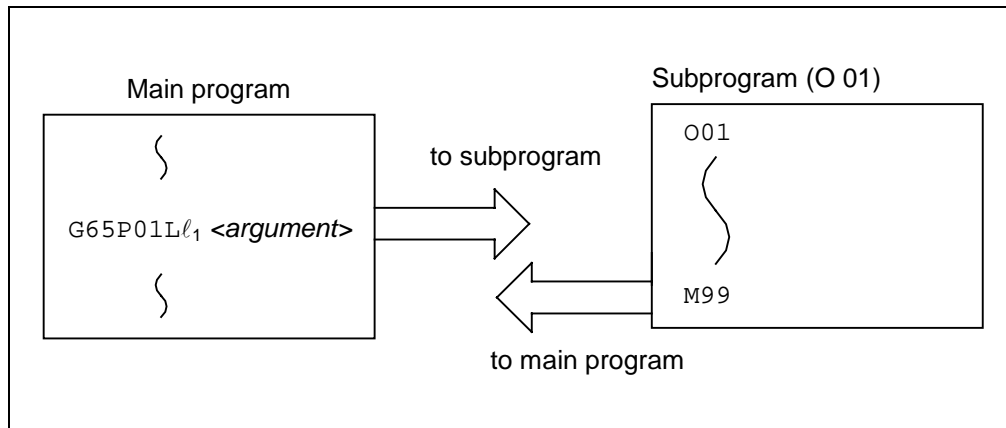 Main program
G65P01Lℓ₁ <argument>
to subprogram
Subprogram (O 01)
O01
M99
to main program